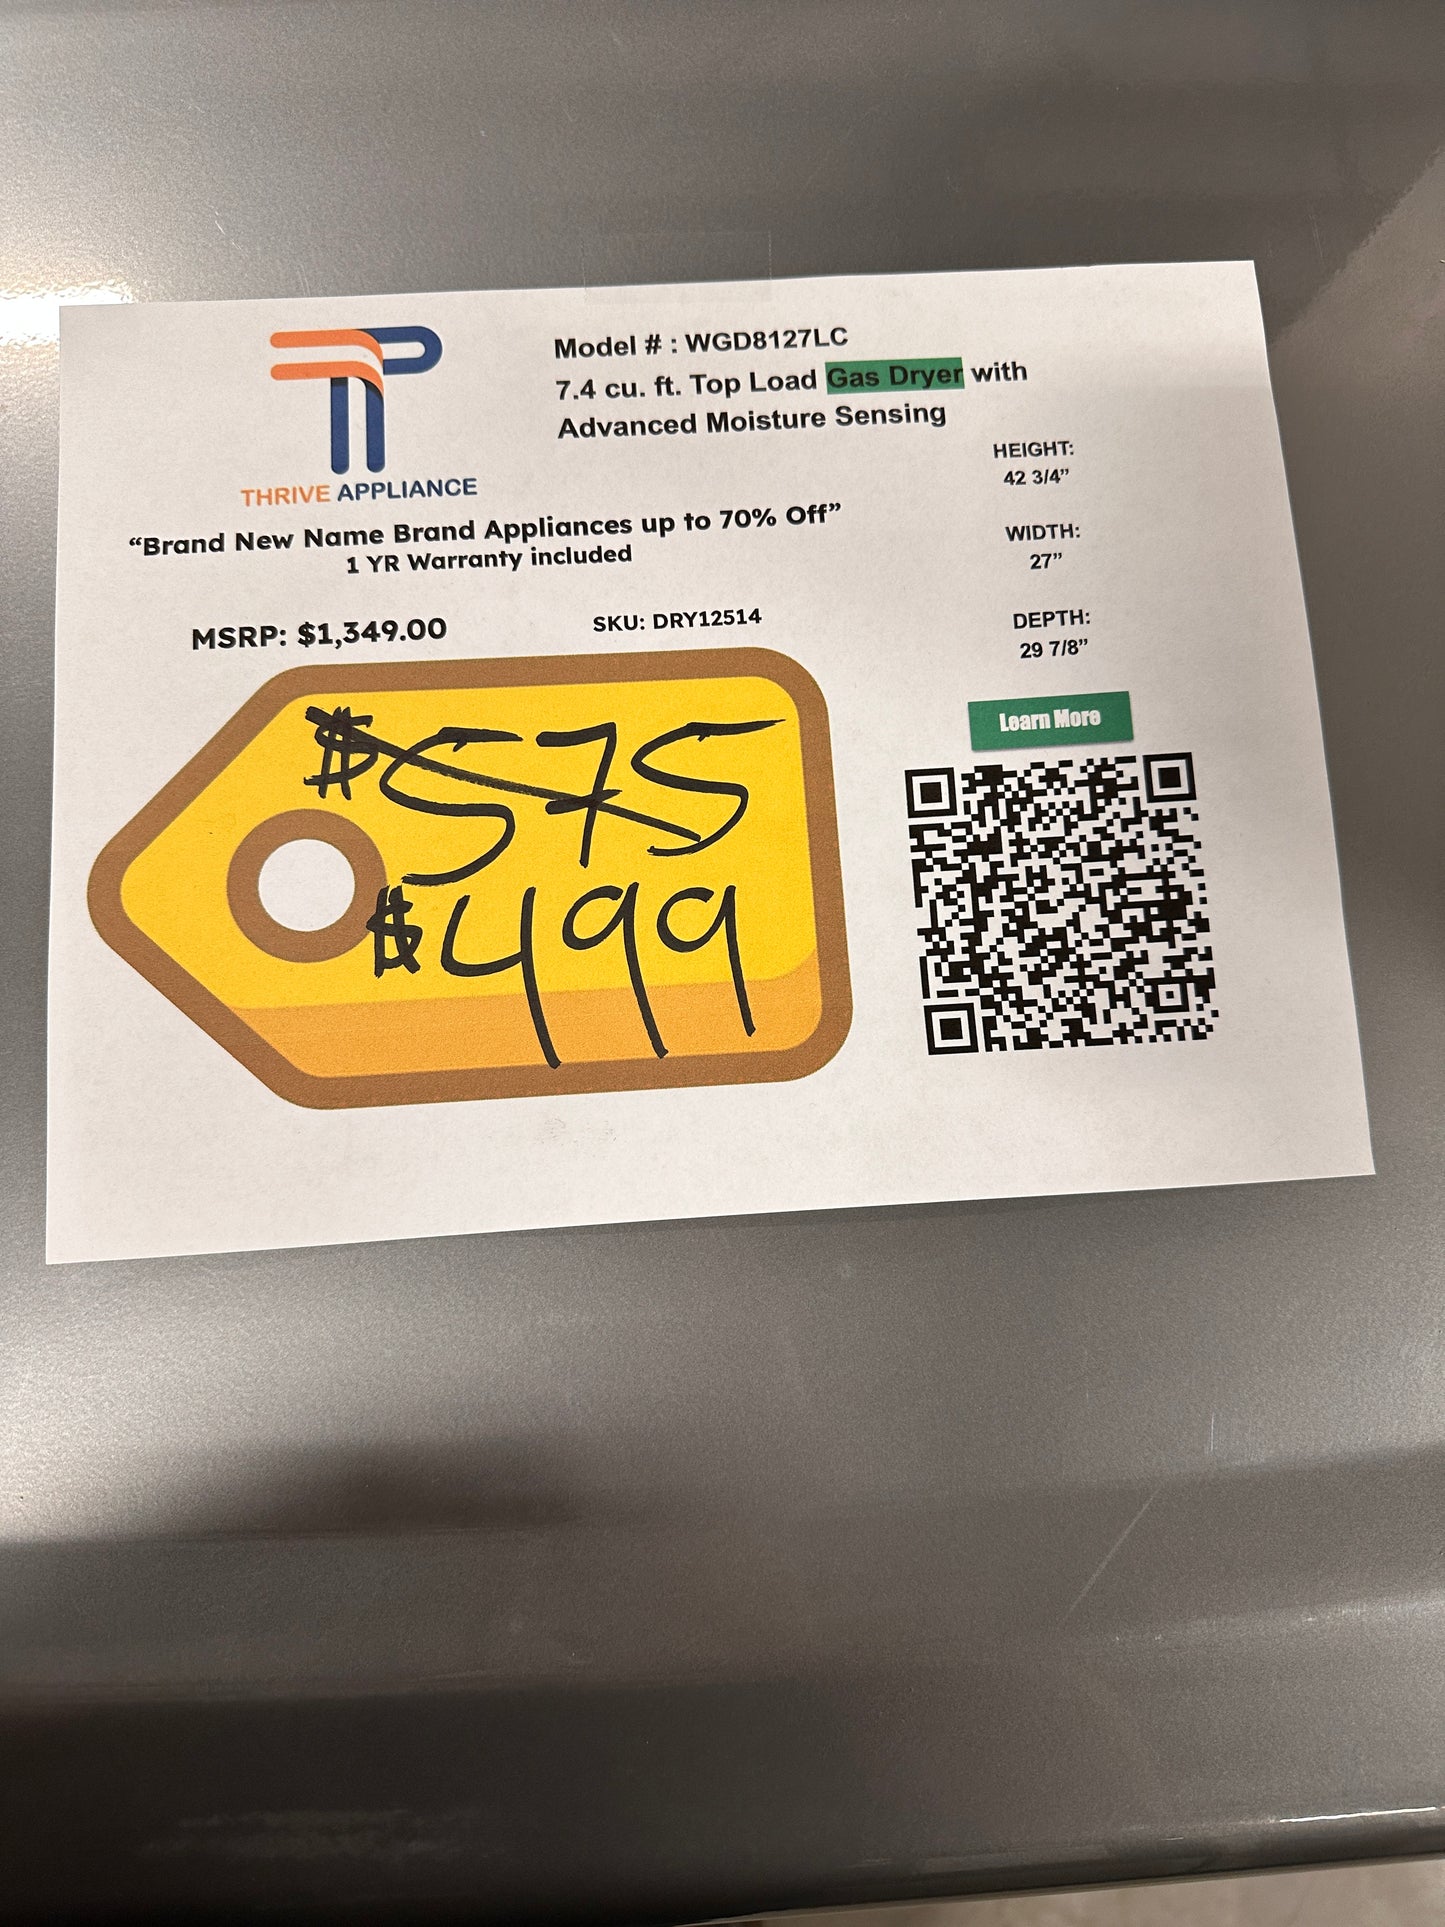 Model # : WGD8127LC
7.4 cu. ft. Top Load Gas Dryer with
Advanced Moisture Sensing
THRIVE APPLIANCE
“Brand New Name Brand Appliances up to 70% Off”
1 YR Warranty included
HEIGHT:
42 3/4”
WIDTH:
27”
DEPTH:
29 7/8”
MSRP: $1,349.00
SKU: DRY12514
$575
$499
Learn More